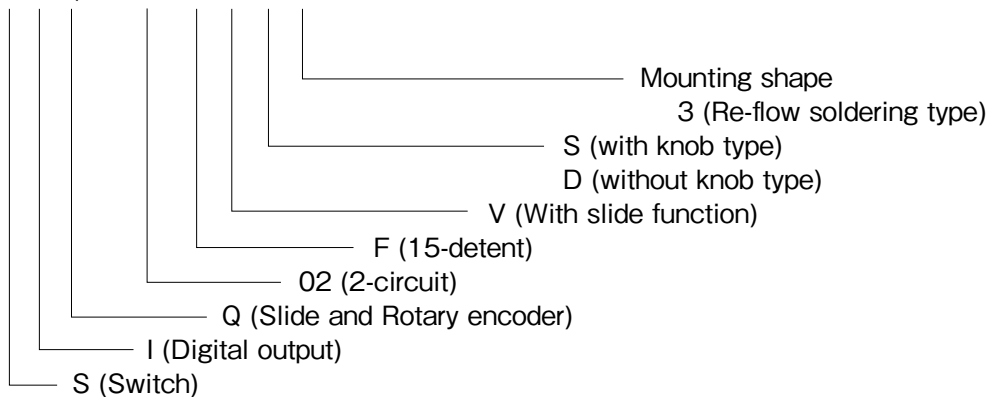 Mounting shape
3 (Re-flow soldering type)
S (with knob type)
D (without knob type)
V (With slide function)
F (15-detent)
02 (2-circuit)
Q (Slide and Rotary encoder)
I (Digital output)
S (Switch)